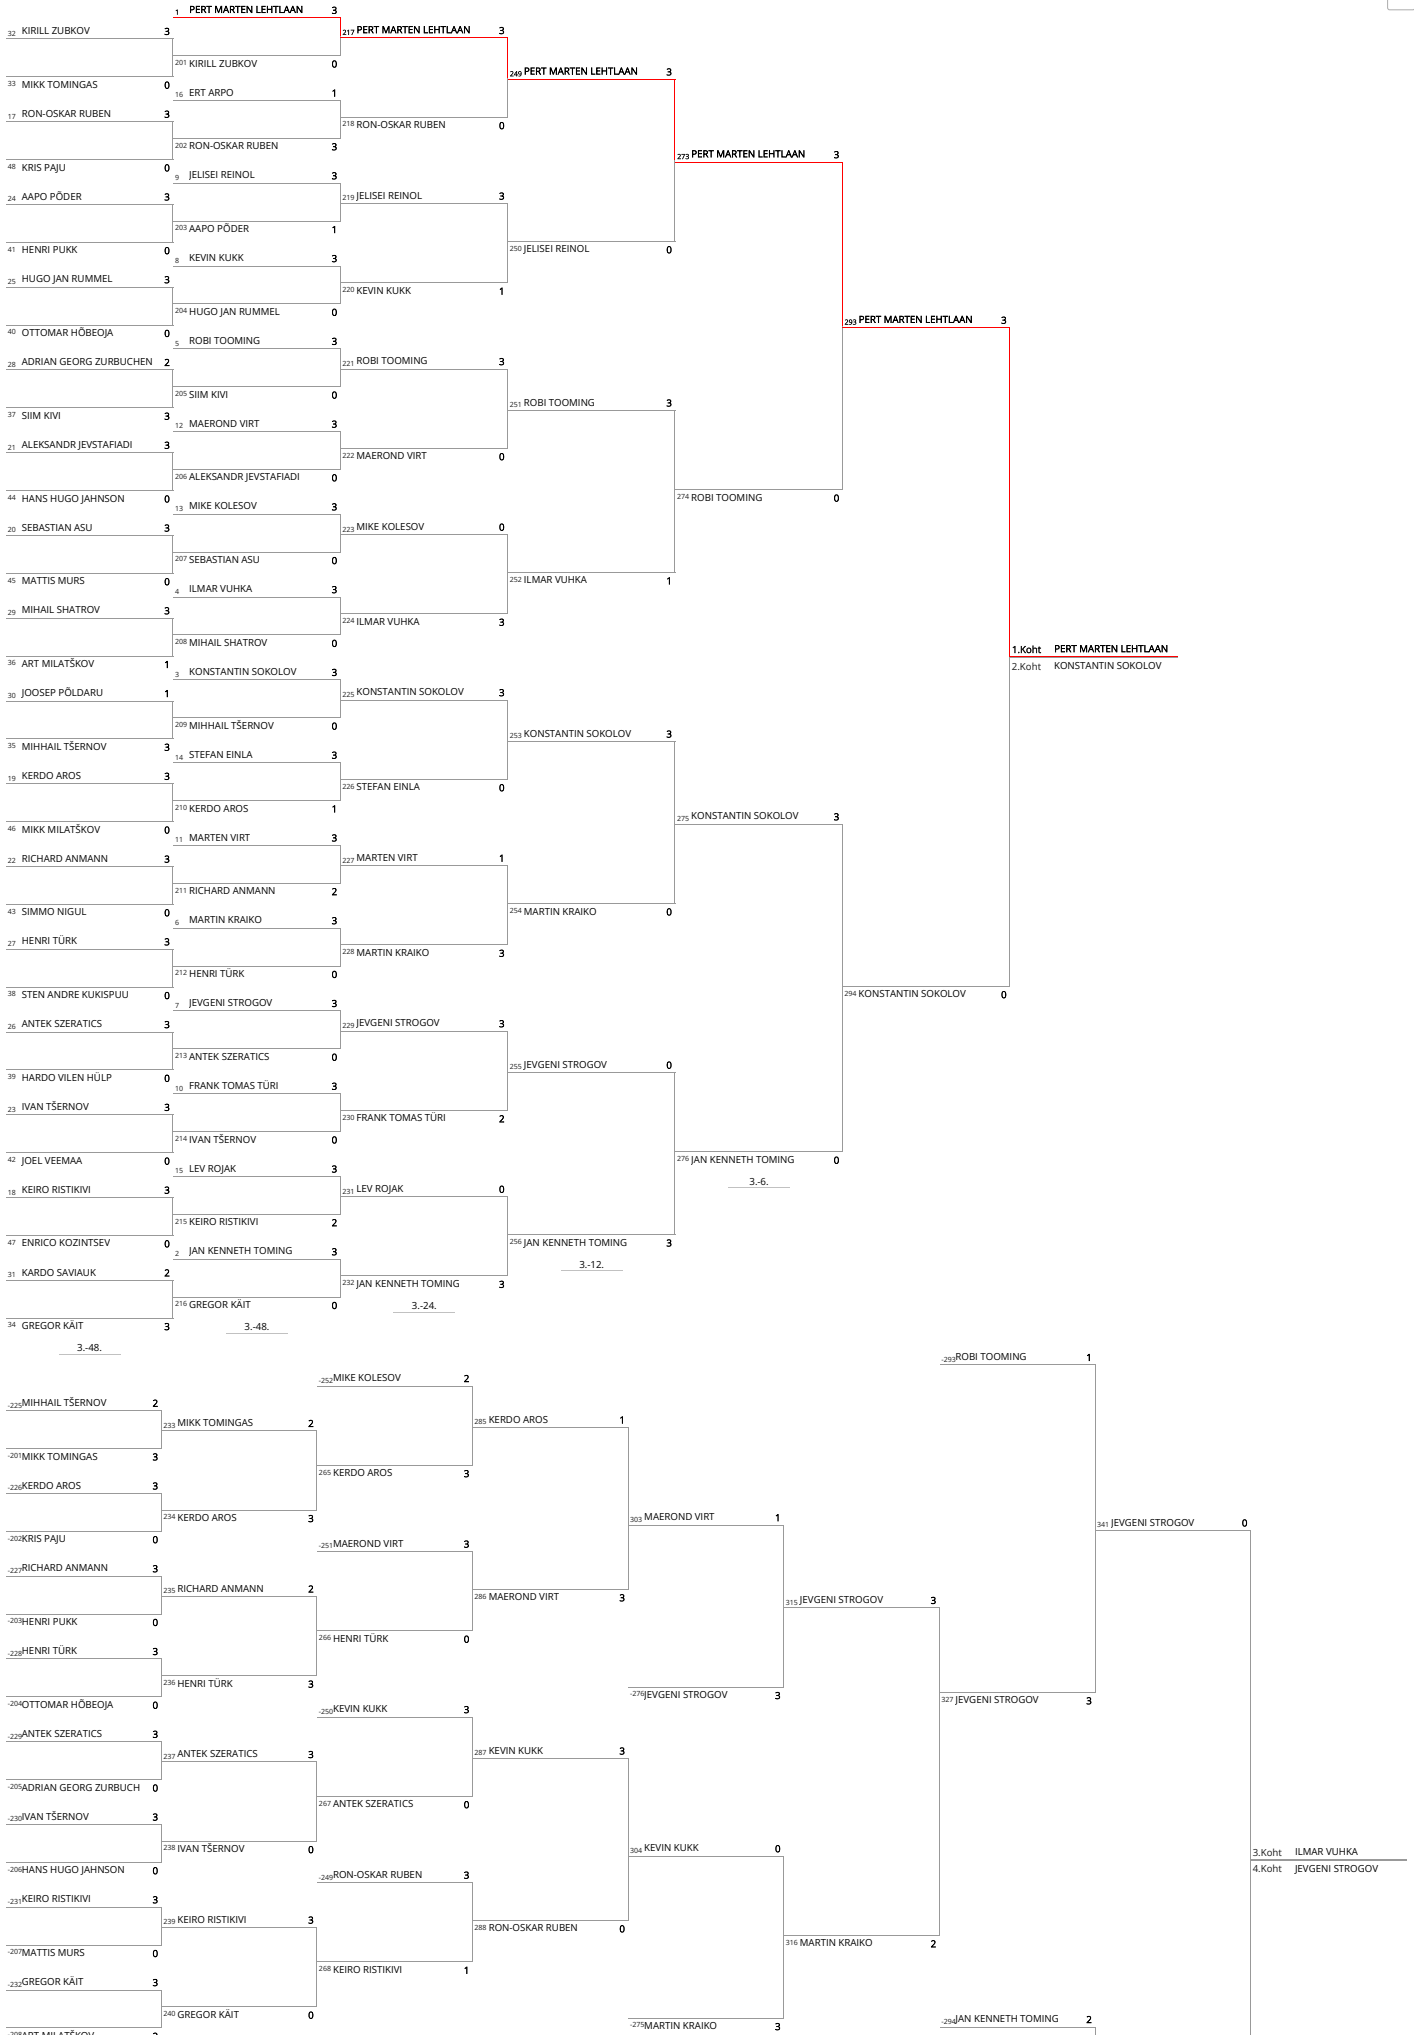 1 PERT MARTEN LEHTLAAN 3
32 KIRILL ZUBKOV 3
217 PERT MARTEN LEHTLAAN 3
201 KIRILL ZUBKOV 0
249 PERT MARTEN LEHTLAAN 3
33 MIKK TOMINGAS 0
16 ERT ARPO 1
17 RON-OSKAR RUBEN 3
218 RON-OSKAR RUBEN 0
202 RON-OSKAR RUBEN 3
273 PERT MARTEN LEHTLAAN 3
48 KRIS PAJU 0
9 JELISEI REINOL 3
24 AAPO PÕDER 3
219 JELISEI REINOL 3
203 AAPO PÕDER 1
41 HENRI PUKK 0
250 JELISEI REINOL 0
8 KEVIN KUKK 3
25 HUGO JAN RUMMEL 3
220 KEVIN KUKK 1
204 HUGO JAN RUMMEL 0
293 PERT MARTEN LEHTLAAN 3
40 OTTOMAR HÕBEOJA 0
5 ROBI TOOMING 3
28 ADRIAN GEORG ZURBUCHEN 2
221 ROBI TOOMING 3
205 SIIM KIVI 0
251 ROBI TOOMING 3
37 SIIM KIVI 3
12 MAEROND VIRT 3
21 ALEKSANDR JEVSTAFIADI 3
222 MAEROND VIRT 0
206 ALEKSANDR JEVSTAFIADI 0
44 HANS HUGO JAHNSON 0
274 ROBI TOOMING 0
13 MIKE KOLESOV 3
20 SEBASTIAN ASU 3
223 MIKE KOLESOV 0
207 SEBASTIAN ASU 0
45 MATTIS MURS 0
252 ILMAR VUHKA 1
4 ILMAR VUHKA 3
29 MIHAIL SHATROV 3
224 ILMAR VUHKA 3
208 MIHAIL SHATROV 0
1.Koht PERT MARTEN LEHTLAAN
36 ART MILATŠKOV 1
2.Koht KONSTANTIN SOKOLOV
3 KONSTANTIN SOKOLOV 3
30 JOOSEP PÕLDARU 1
225 KONSTANTIN SOKOLOV 3
209 MIHHAIL TŠERNOV 0
253 KONSTANTIN SOKOLOV 3
35 MIHHAIL TŠERNOV 3
14 STEFAN EINLA 3
19 KERDO AROS 3
226 STEFAN EINLA 0
210 KERDO AROS 1
275 KONSTANTIN SOKOLOV 3
46 MIKK MILATŠKOV 0
11 MARTEN VIRT 3
22 RICHARD ANMANN 3
227 MARTEN VIRT 1
211 RICHARD ANMANN 2
43 SIMMO NIGUL 0
254 MARTIN KRAIKO 0
6 MARTIN KRAIKO 3
27 HENRI TÜRK 3
228 MARTIN KRAIKO 3
212 HENRI TÜRK 0
38 STEN ANDRE KUKISPUU 0
294 KONSTANTIN SOKOLOV 0
7 JEVGENI STROGOV 3
26 ANTEK SZERATICS 3
229 JEVGENI STROGOV 3
213 ANTEK SZERATICS 0
255 JEVGENI STROGOV 0
39 HARDO VILEN HÜLP 0
10 FRANK TOMAS TÜRI 3
23 IVAN TŠERNOV 3
230 FRANK TOMAS TÜRI 2
214 IVAN TŠERNOV 0
42 JOEL VEEMAA 0
276 JAN KENNETH TOMING 0
15 LEV ROJAK 3
3.-6.
18 KEIRO RISTIKIVI 3
231 LEV ROJAK 0
215 KEIRO RISTIKIVI 2
47 ENRICO KOZINTSEV 0
256 JAN KENNETH TOMING 3
2 JAN KENNETH TOMING 3
3.-12.
31 KARDO SAVIAUK 2
232 JAN KENNETH TOMING 3
216 GREGOR KÄIT 0
3.-24.
34 GREGOR KÄIT 3
3.-48.
3.-48.
-293 ROBI TOOMING 1
-252 MIKE KOLESOV 2
-225 MIHHAIL TŠERNOV 2
233 MIKK TOMINGAS 2
285 KERDO AROS 1
-201 MIKK TOMINGAS 3
265 KERDO AROS 3
-226 KERDO AROS 3
234 KERDO AROS 3
303 MAEROND VIRT 1
341 JEVGENI STROGOV 0
-202 KRIS PAJU 0
-251 MAEROND VIRT 3
-227 RICHARD ANMANN 3
235 RICHARD ANMANN 2
286 MAEROND VIRT 3
315 JEVGENI STROGOV 3
-203 HENRI PUKK 0
266 HENRI TÜRK 0
-228 HENRI TÜRK 3
236 HENRI TÜRK 3
-276 JEVGENI STROGOV 3
327 JEVGENI STROGOV 3
-204 OTTOMAR HÕBEOJA 0
-250 KEVIN KUKK 3
-229 ANTEK SZERATICS 3
237 ANTEK SZERATICS 3
287 KEVIN KUKK 3
-205 ADRIAN GEORG ZURBUCH 0
267 ANTEK SZERATICS 0
-230 IVAN TŠERNOV 3
238 IVAN TŠERNOV 0
304 KEVIN KUKK 0
3.Koht ILMAR VUHKA
4.Koht JEVGENI STROGOV
-206 HANS HUGO JAHNSON 0
-249 RON-OSKAR RUBEN 3
-231 KEIRO RISTIKIVI 3
239 KEIRO RISTIKIVI 3
288 RON-OSKAR RUBEN 0
316 MARTIN KRAIKO 2
-207 MATTIS MURS 0
268 KEIRO RISTIKIVI 1
-232 GREGOR KÄIT 3
240 GREGOR KÄIT 0
-294 JAN KENNETH TOMING 2
-275 MARTIN KRAIKO 3
-208 ART MILATŠKOV